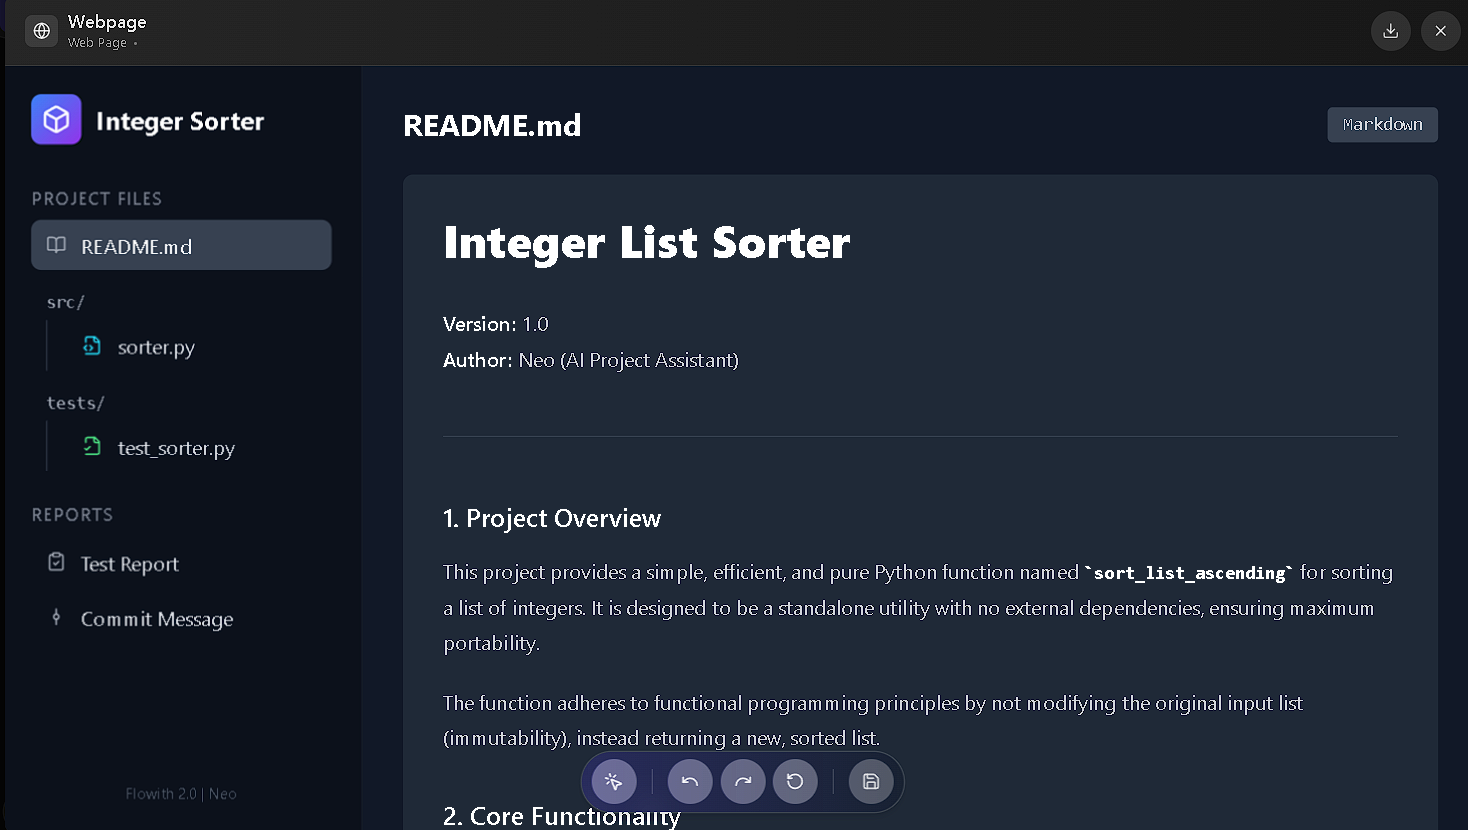 Webpage
Web Page •
Integer Sorter
PROJECT FILES
README.md
src/
sorter.py
tests/
test_sorter.py
REPORTS
Test Report
Commit Message
Flowith 2.0 | Neo
README.md
Markdown
Integer List Sorter
Version: 1.0
Author: Neo (AI Project Assistant)
1. Project Overview
This project provides a simple, efficient, and pure Python function named `sort_list_ascending` for sorting
a list of integers. It is designed to be a standalone utility with no external dependencies, ensuring maximum
portability.
The function adheres to functional programming principles by not modifying the original input list
(immutability), instead returning a new, sorted list.
2. Core Functionality